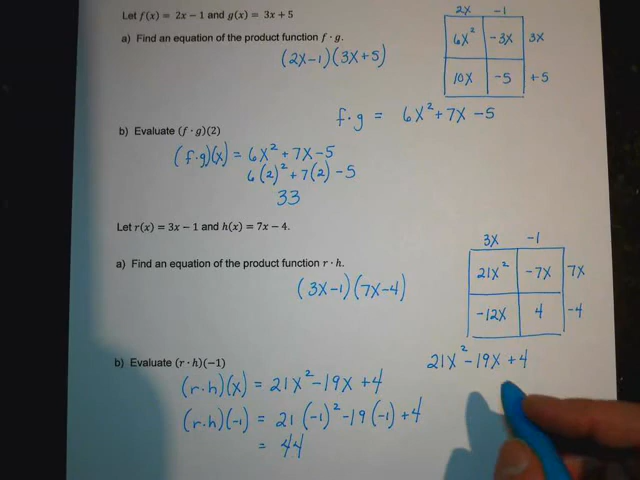 Let f(x) = 2x − 1 and g(x) = 3x + 5
a) Find an equation of the product function f · g.
(2x-1)(3x+5)
2x -1
6x² -3x 3x
10x -5 +5
f·g = 6x²+7x-5
b) Evaluate (f · g)(2)
(f·g)(x) = 6x²+7x-5
6(2)²+7(2)-5
33
Let r(x) = 3x − 1 and h(x) = 7x − 4.
a) Find an equation of the product function r · h.
(3x-1)(7x-4)
3x -1
21x² -7x 7x
-12x 4 -4
21x²-19x+4
b) Evaluate (r · h)(−1)
(r·h)(x) = 21x²-19x+4
(r·h)(-1) = 21(-1)²-19(-1)+4
= 44